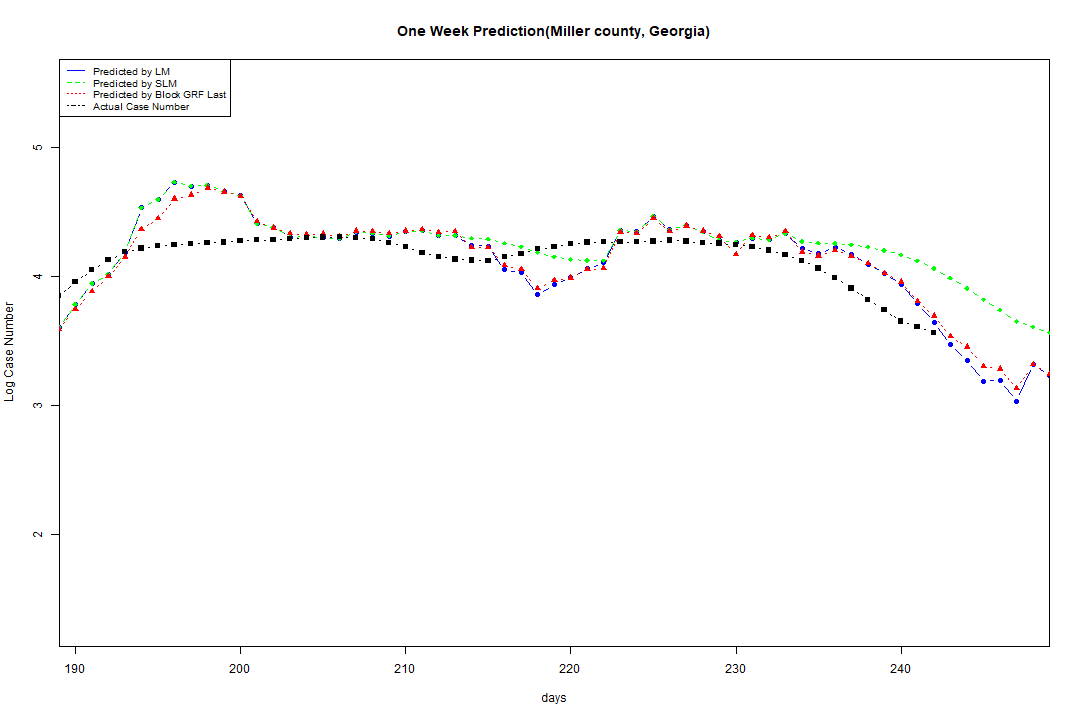 One Week Prediction(Miller county, Georgia)
Predicted by LM
Predicted by SLM
Predicted by Block GRF Last
Actual Case Number
5
4
3
2
Log Case Number
190 200 210 220 230 240
days